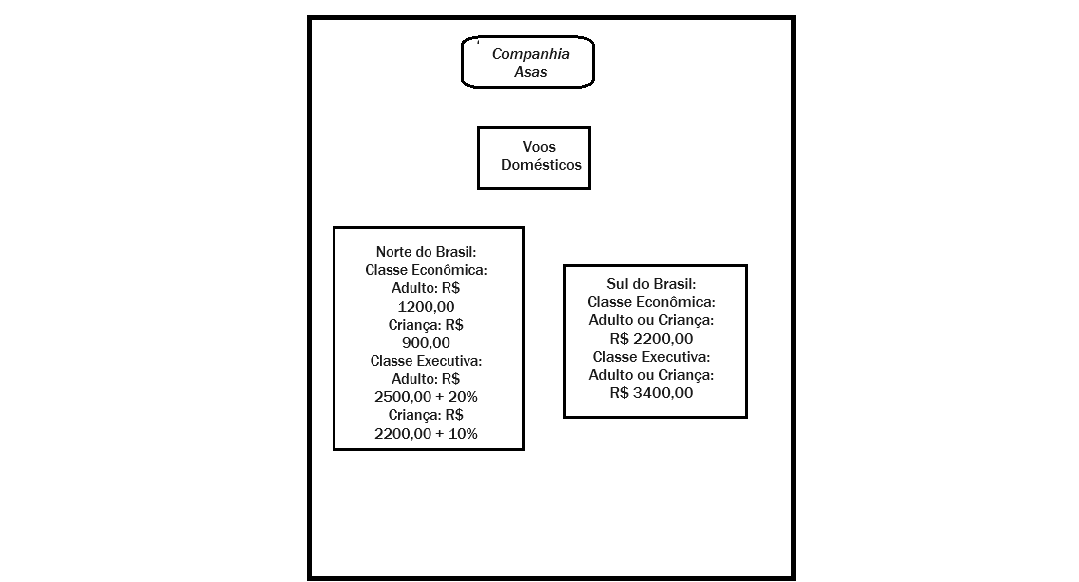 Companhia
Asas
Voos
Domésticos
Norte do Brasil:
Classe Econômica:
Adulto: R$
1200,00
Criança: R$
900,00
Classe Executiva:
Adulto: R$
2500,00 + 20%
Criança: R$
2200,00 + 10%
Sul do Brasil:
Classe Econômica:
Adulto ou Criança:
R$ 2200,00
Classe Executiva:
Adulto ou Criança:
R$ 3400,00